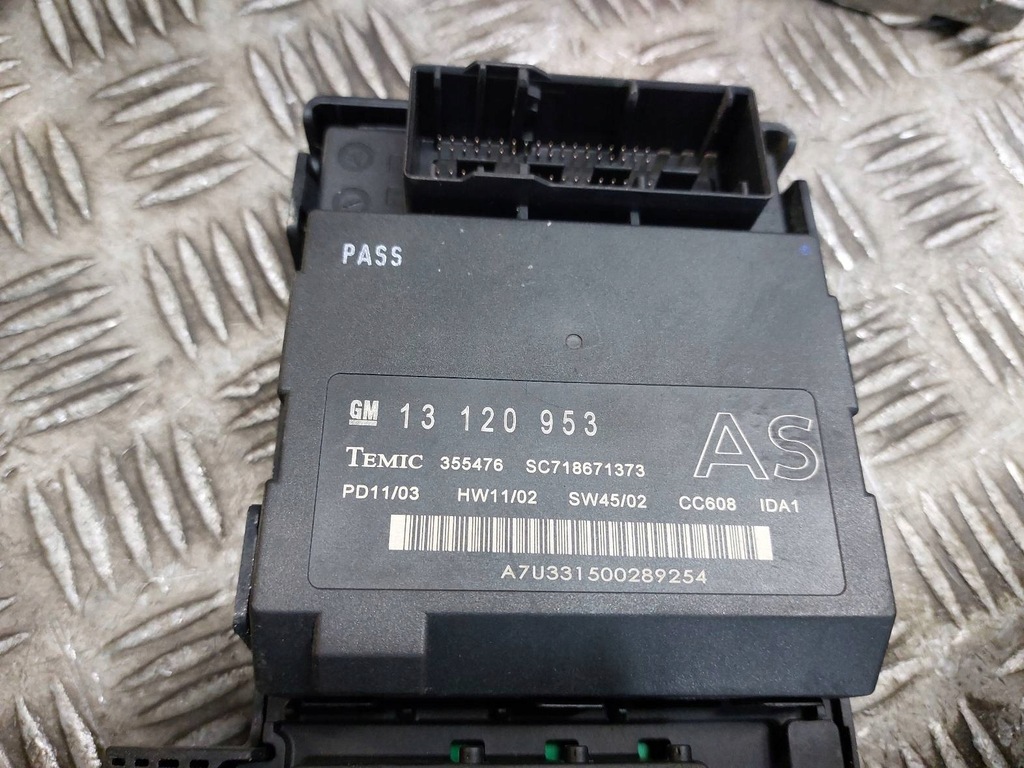 PASS
GM 13 120 953
AS
TEMIC 355476 SC718671373
PD11/03 HW11/02 SW45/02 CC608 IDA1
A7U331500289254